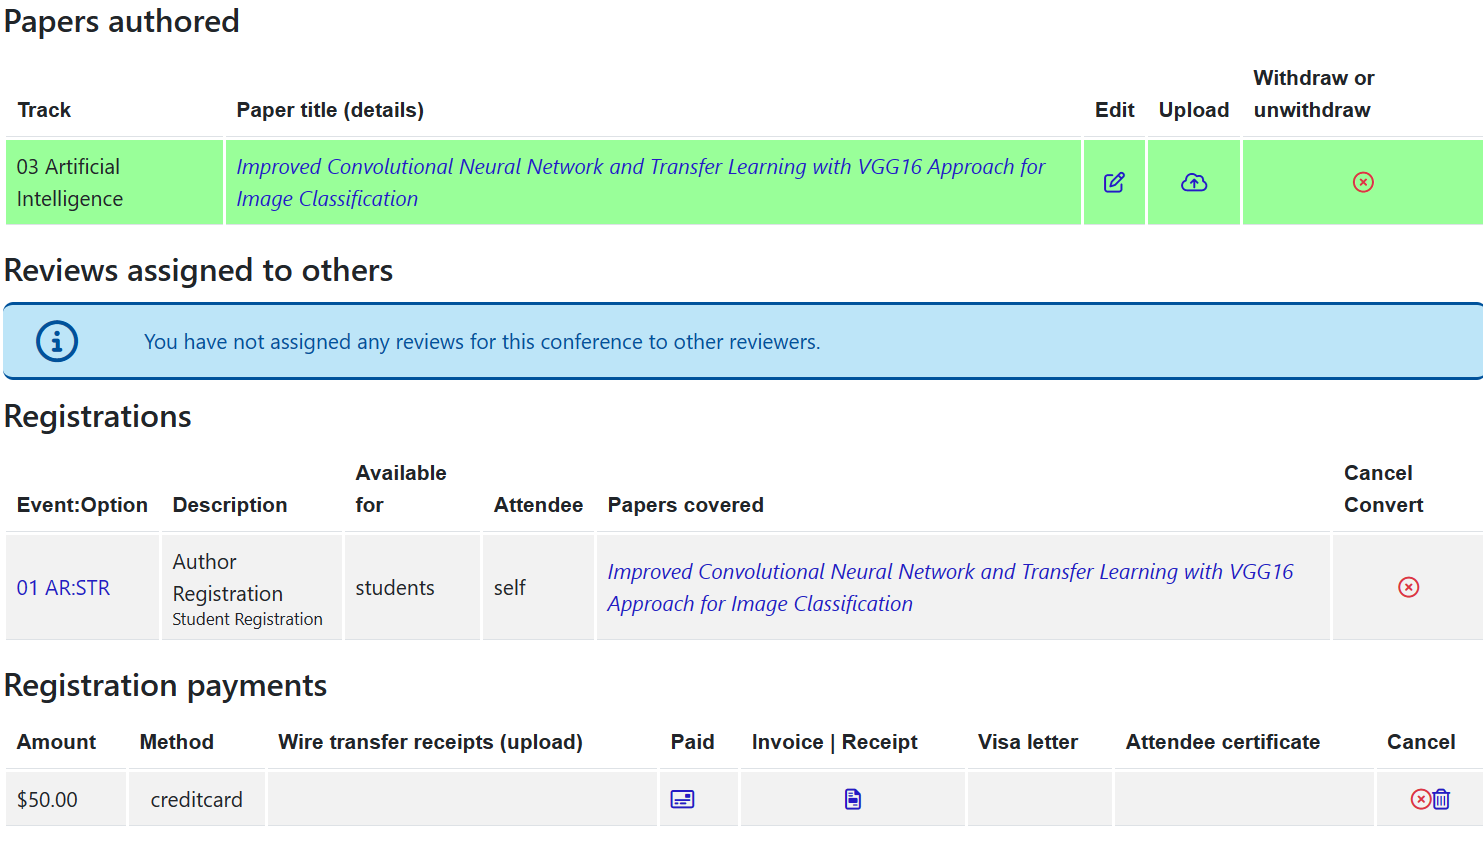 Papers authored
Withdraw or
Track Paper title (details) Edit Upload unwithdraw
03 Artificial Improved Convolutional Neural Network and Transfer Learning with VGG16 Approach for
Intelligence Image Classification
Reviews assigned to others
You have not assigned any reviews for this conference to other reviewers.
Registrations
Available Cancel
Event:Option Description for Attendee Papers covered Convert
Author
Registration
Student Registration
01 AR:STR students self
Improved Convolutional Neural Network and Transfer Learning with VGG16
Approach for Image Classification
Registration payments
Amount Method Wire transfer receipts (upload) Paid Invoice | Receipt Visa letter Attendee certificate Cancel
$50.00 creditcard